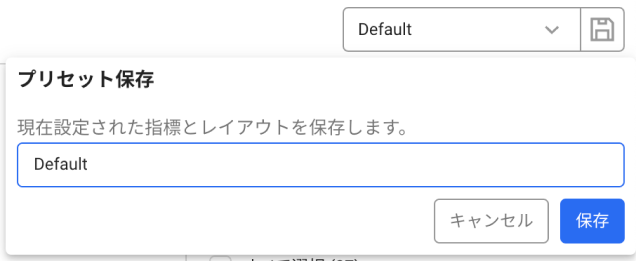 Default
プリセット保存
現在設定された指標とレイアウトを保存します。
Default
キャンセル
保存